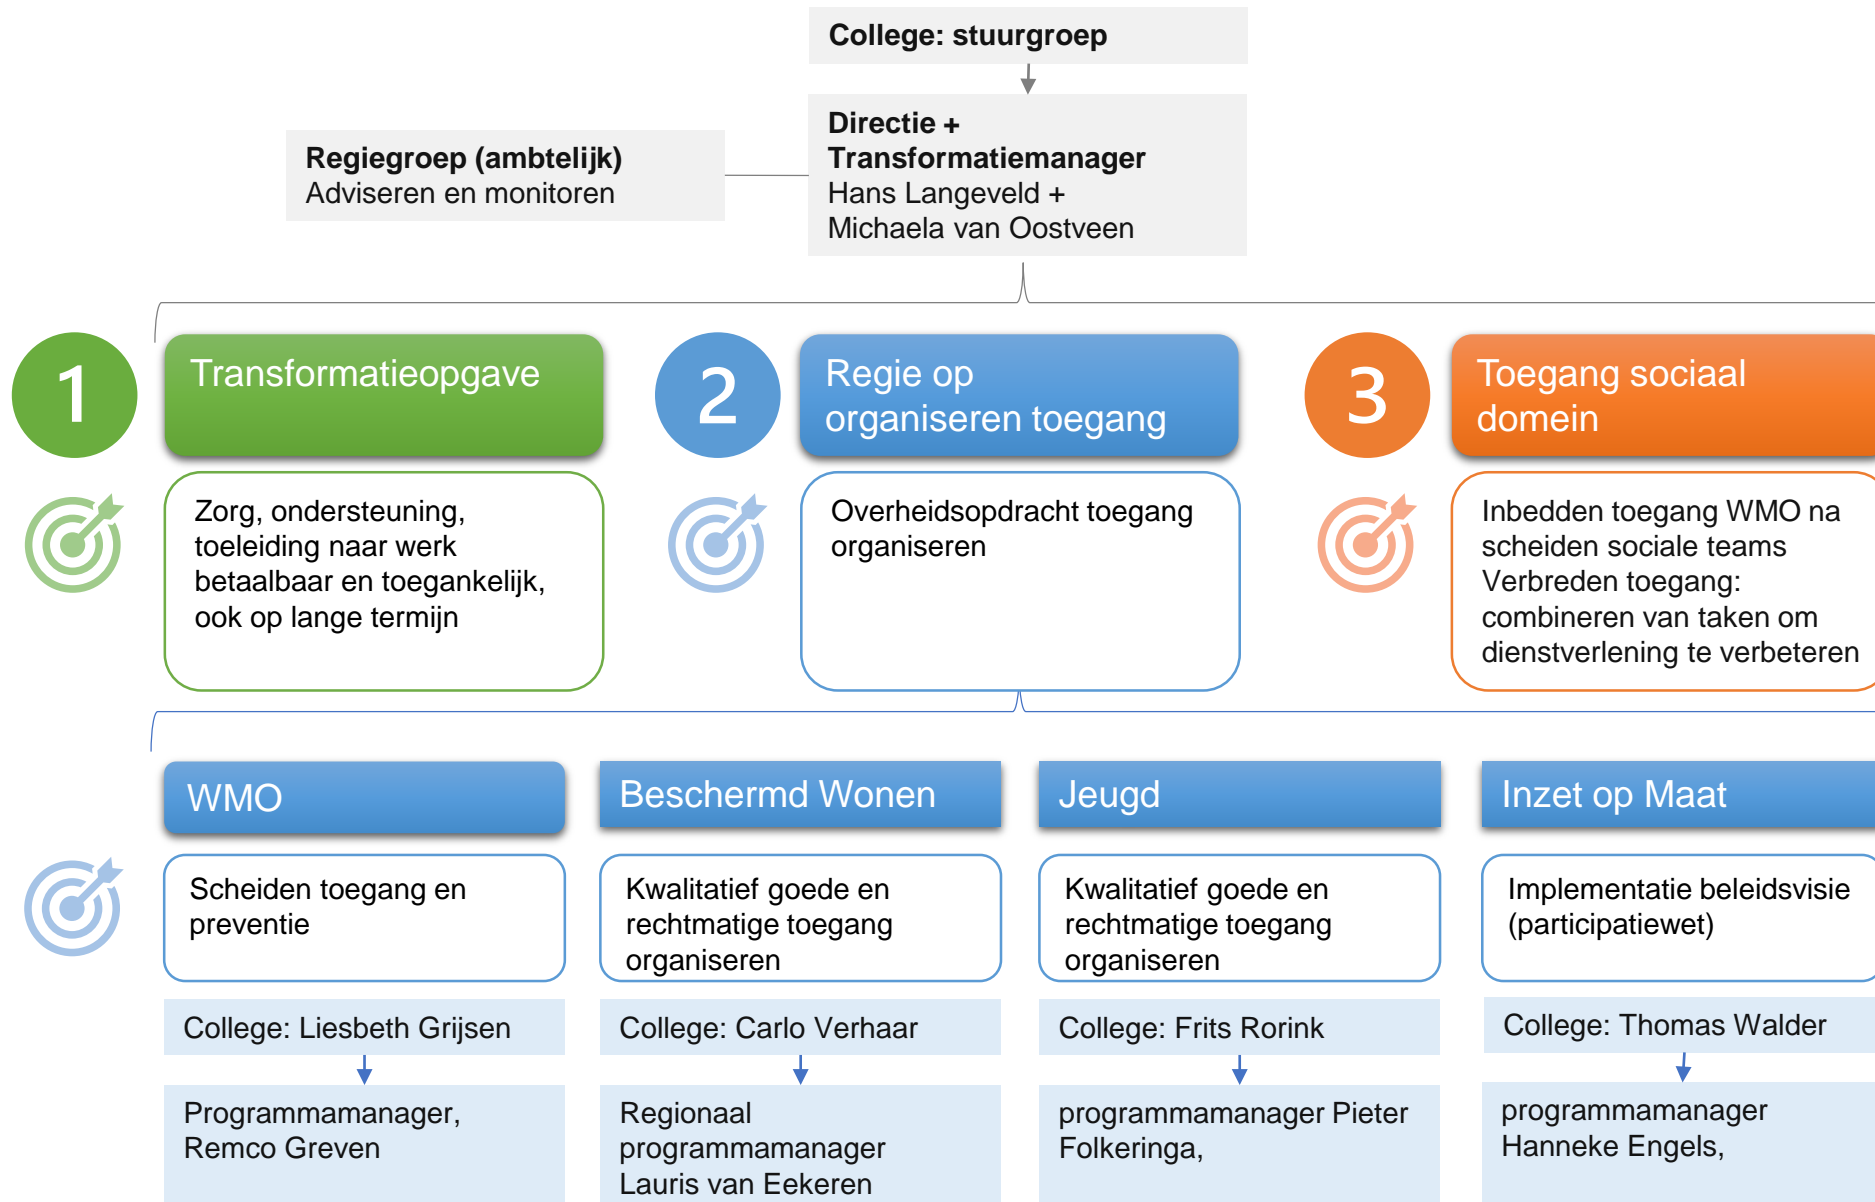 College: stuurgroep
Directie +
Transformatiemanager
Hans Langeveld +
Michaela van Oostveen
Regiegroep (ambtelijk)
Adviseren en monitoren
1
Transformatieopgave
2
Regie op
organiseren toegang
3
Toegang sociaal
domein
Zorg, ondersteuning,
toeleiding naar werk
betaalbaar en toegankelijk,
ook op lange termijn
Overheidsopdracht toegang
organiseren
Inbedden toegang WMO na
scheiden sociale teams
Verbreden toegang:
combineren van taken om
dienstverlening te verbeteren
WMO
Beschermd Wonen
Jeugd
Inzet op Maat
Scheiden toegang en
preventie
Kwalitatief goede en
rechtmatige toegang
organiseren
Kwalitatief goede en
rechtmatige toegang
organiseren
Implementatie beleidsvisie
(participatiewet)
College: Liesbeth Grijsen
College: Carlo Verhaar
College: Frits Rorink
College: Thomas Walder
Programmamanager,
Remco Greven
Regionaal
programmamanager
Lauris van Eekeren
programmamanager Pieter
Folkeringa,
programmamanager
Hanneke Engels,